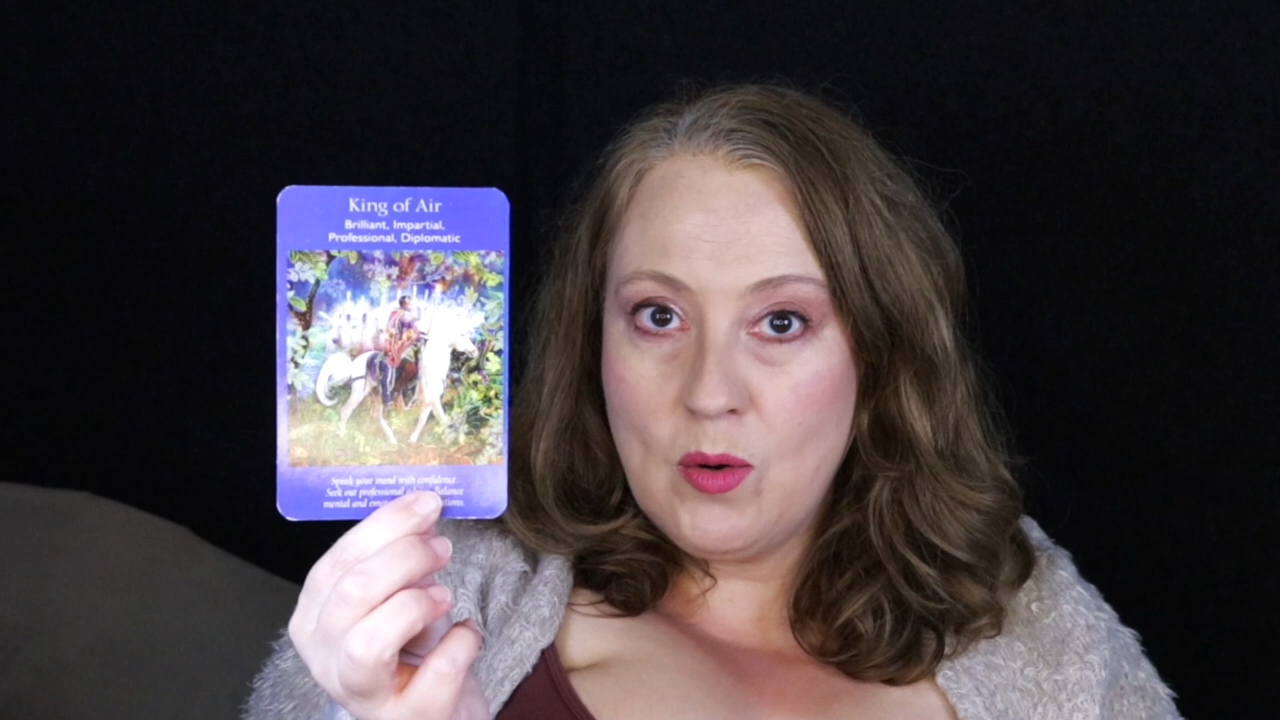 King of Air
Brilliant, Impartial,
Professional, Diplomatic
Speak your mind with confidence
Seek out professional Balance
mental and